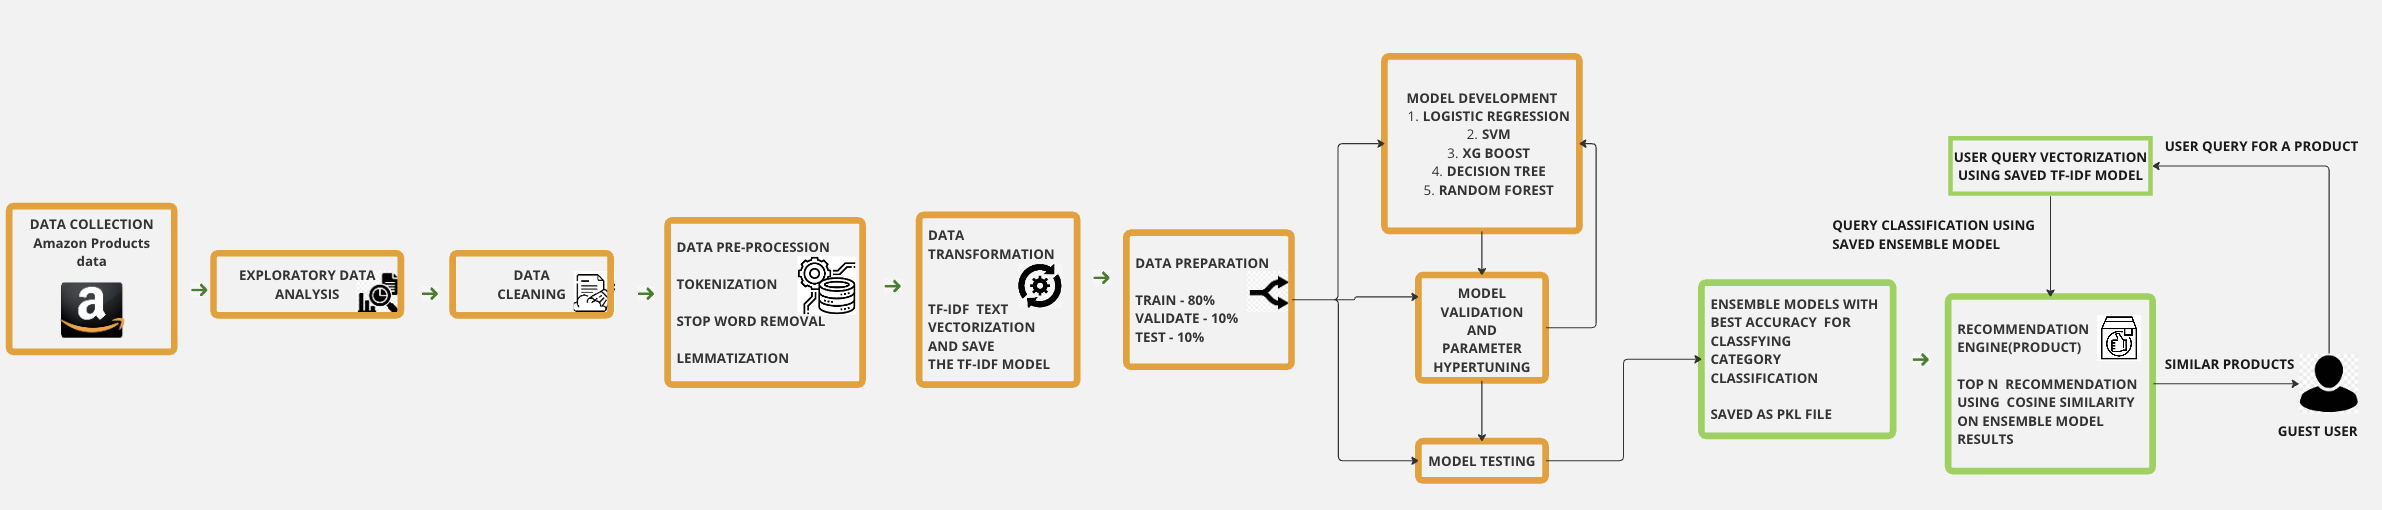 DATA COLLECTION
Amazon Products
data
a
EXPLORATORY DATA
ANALYSIS
DATA
CLEANING
DATA PRE-PROCESSION
TOKENIZATION
STOP WORD REMOVAL
LEMMATIZATION
DATA
TRANSFORMATION
TF-IDF TEXT
VECTORIZATION
AND SAVE
THE TF-IDF MODEL
DATA PREPARATION
TRAIN - 80%
VALIDATE - 10%
TEST - 10%
MODEL DEVELOPMENT
1. LOGISTIC REGRESSION
2. SVM
3. XG BOOST
4. DECISION TREE
5. RANDOM FOREST
MODEL
VALIDATION
AND
PARAMETER
HYPERTUNING
MODEL TESTING
ENSEMBLE MODELS WITH
BEST ACCURACY FOR
CLASSFYING
CATEGORY
CLASSIFICATION
SAVED AS PKL FILE
USER QUERY VECTORIZATION
USING SAVED TF-IDF MODEL
USER QUERY FOR A PRODUCT
QUERY CLASSIFICATION USING
SAVED ENSEMBLE MODEL
RECOMMENDATION
ENGINE(PRODUCT)
TOP N RECOMMENDATION
USING COSINE SIMILARITY
ON ENSEMBLE MODEL
RESULTS
SIMILAR PRODUCTS
GUEST USER